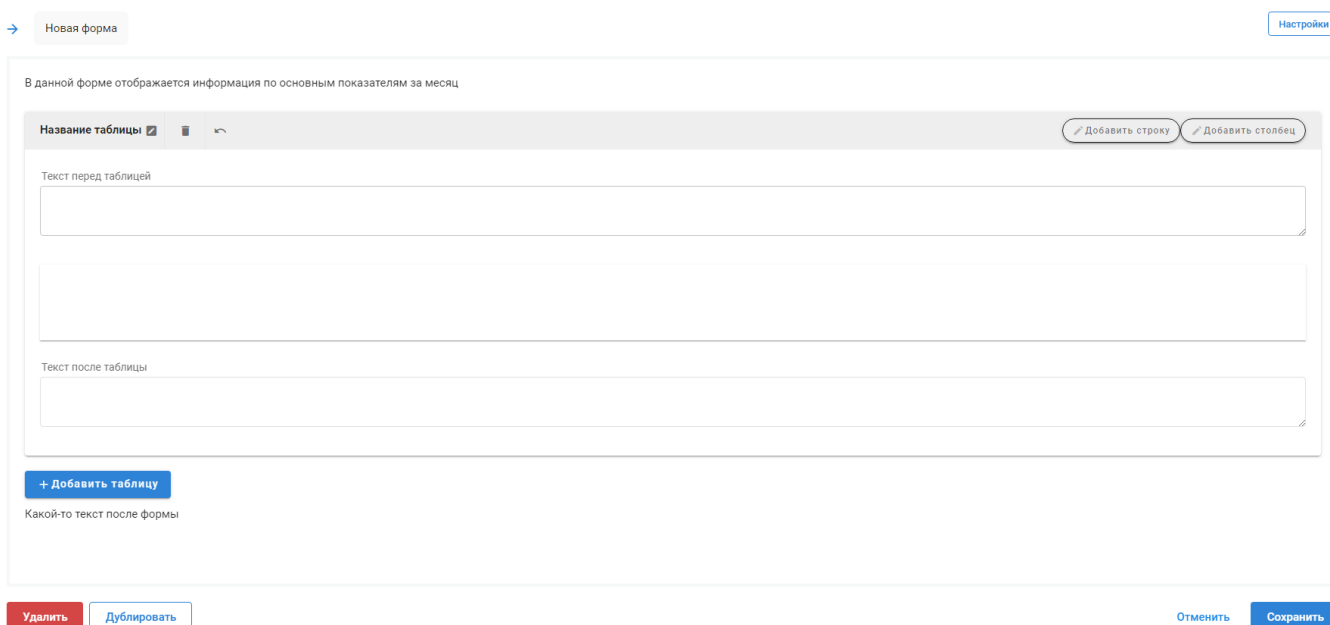 Новая форма
Настройки
В данной форме отображается информация по основным показателям за месяц
Название таблицы
Добавить строку
Добавить столбец
Текст перед таблицей
Текст после таблицы
+ Добавить таблицу
Какой-то текст после формы
Удалить
Дублировать
Отменить
Сохранить